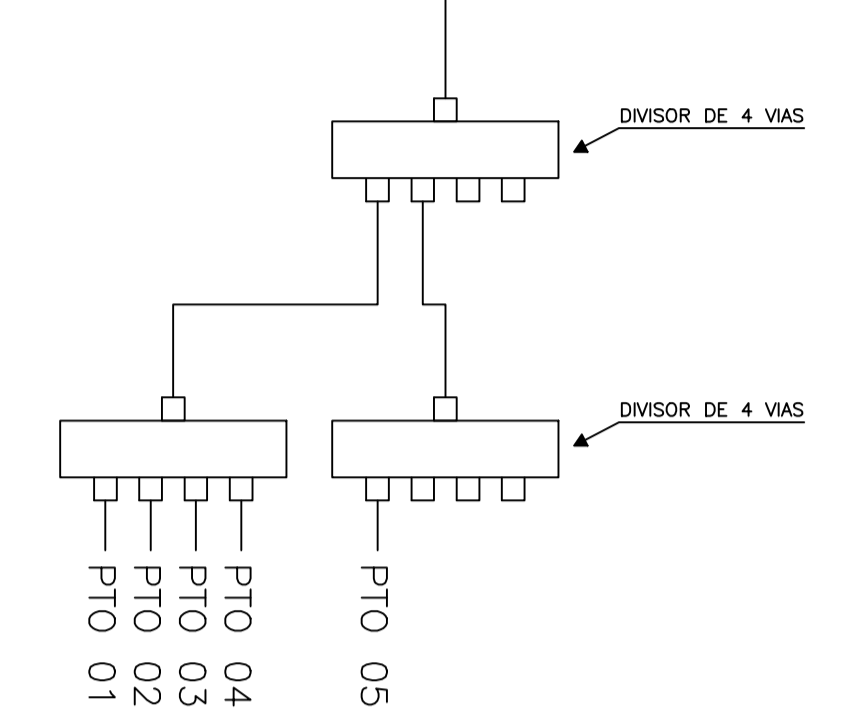 DIVISOR DE 4 VIAS
DIVISOR DE 4 VIAS
PTO 01
PTO 02
PTO 03
PTO 04
PTO 05